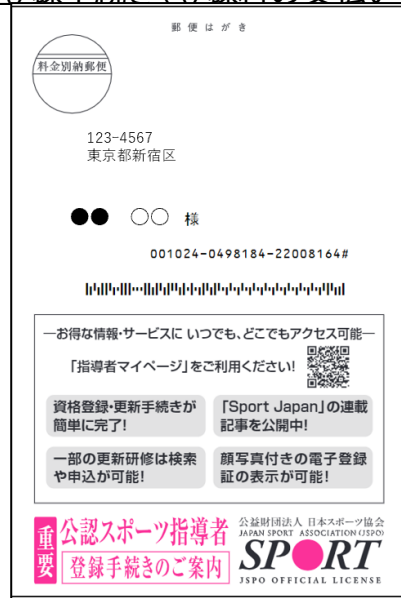 郵便はがき
料金別納郵便
123-4567
東京都新宿区
●● ○○ 様
001024-0498184-22008164#
―お得な情報・サービスに いつでも、どこでもアクセス可能―
「指導者マイページ」をご利用ください!
資格登録・更新手続きが
簡単に完了!
「Sport Japan」の連載
記事を公開中!
一部の更新研修は検索
や申込が可能!
顔写真付きの電子登録
証の表示が可能!
重要
公認スポーツ指導者
登録手続きのご案内
公益財団法人 日本スポーツ協会
JAPAN SPORT ASSOCIATION (JSPO)
SPORT
JSPO OFFICIAL LICENSE